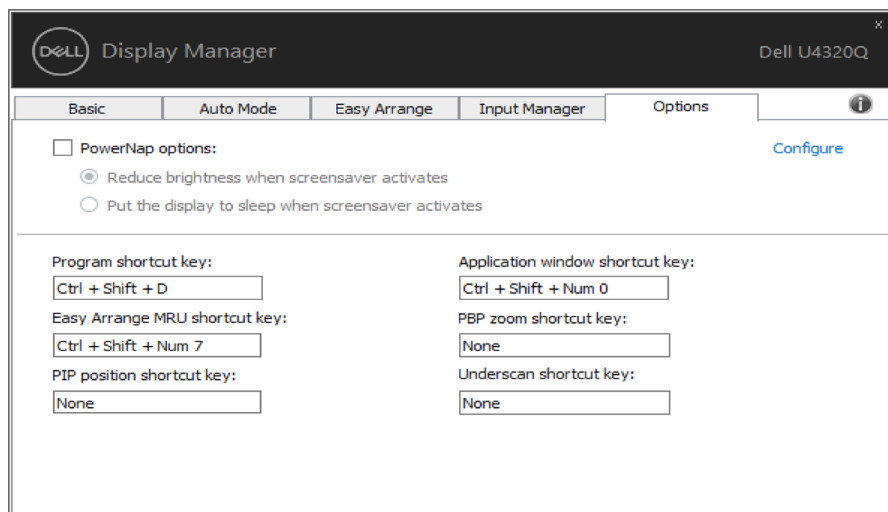 x
DELL Display Manager
Dell U4320Q
Basic
Auto Mode
Easy Arrange
Input Manager
Options
i
PowerNap options:
Configure
Reduce brightness when screensaver activates
Put the display to sleep when screensaver activates
Program shortcut key:
Ctrl + Shift + D
Application window shortcut key:
Ctrl + Shift + Num 0
Easy Arrange MRU shortcut key:
Ctrl + Shift + Num 7
PBP zoom shortcut key:
None
PIP position shortcut key:
None
Underscan shortcut key:
None